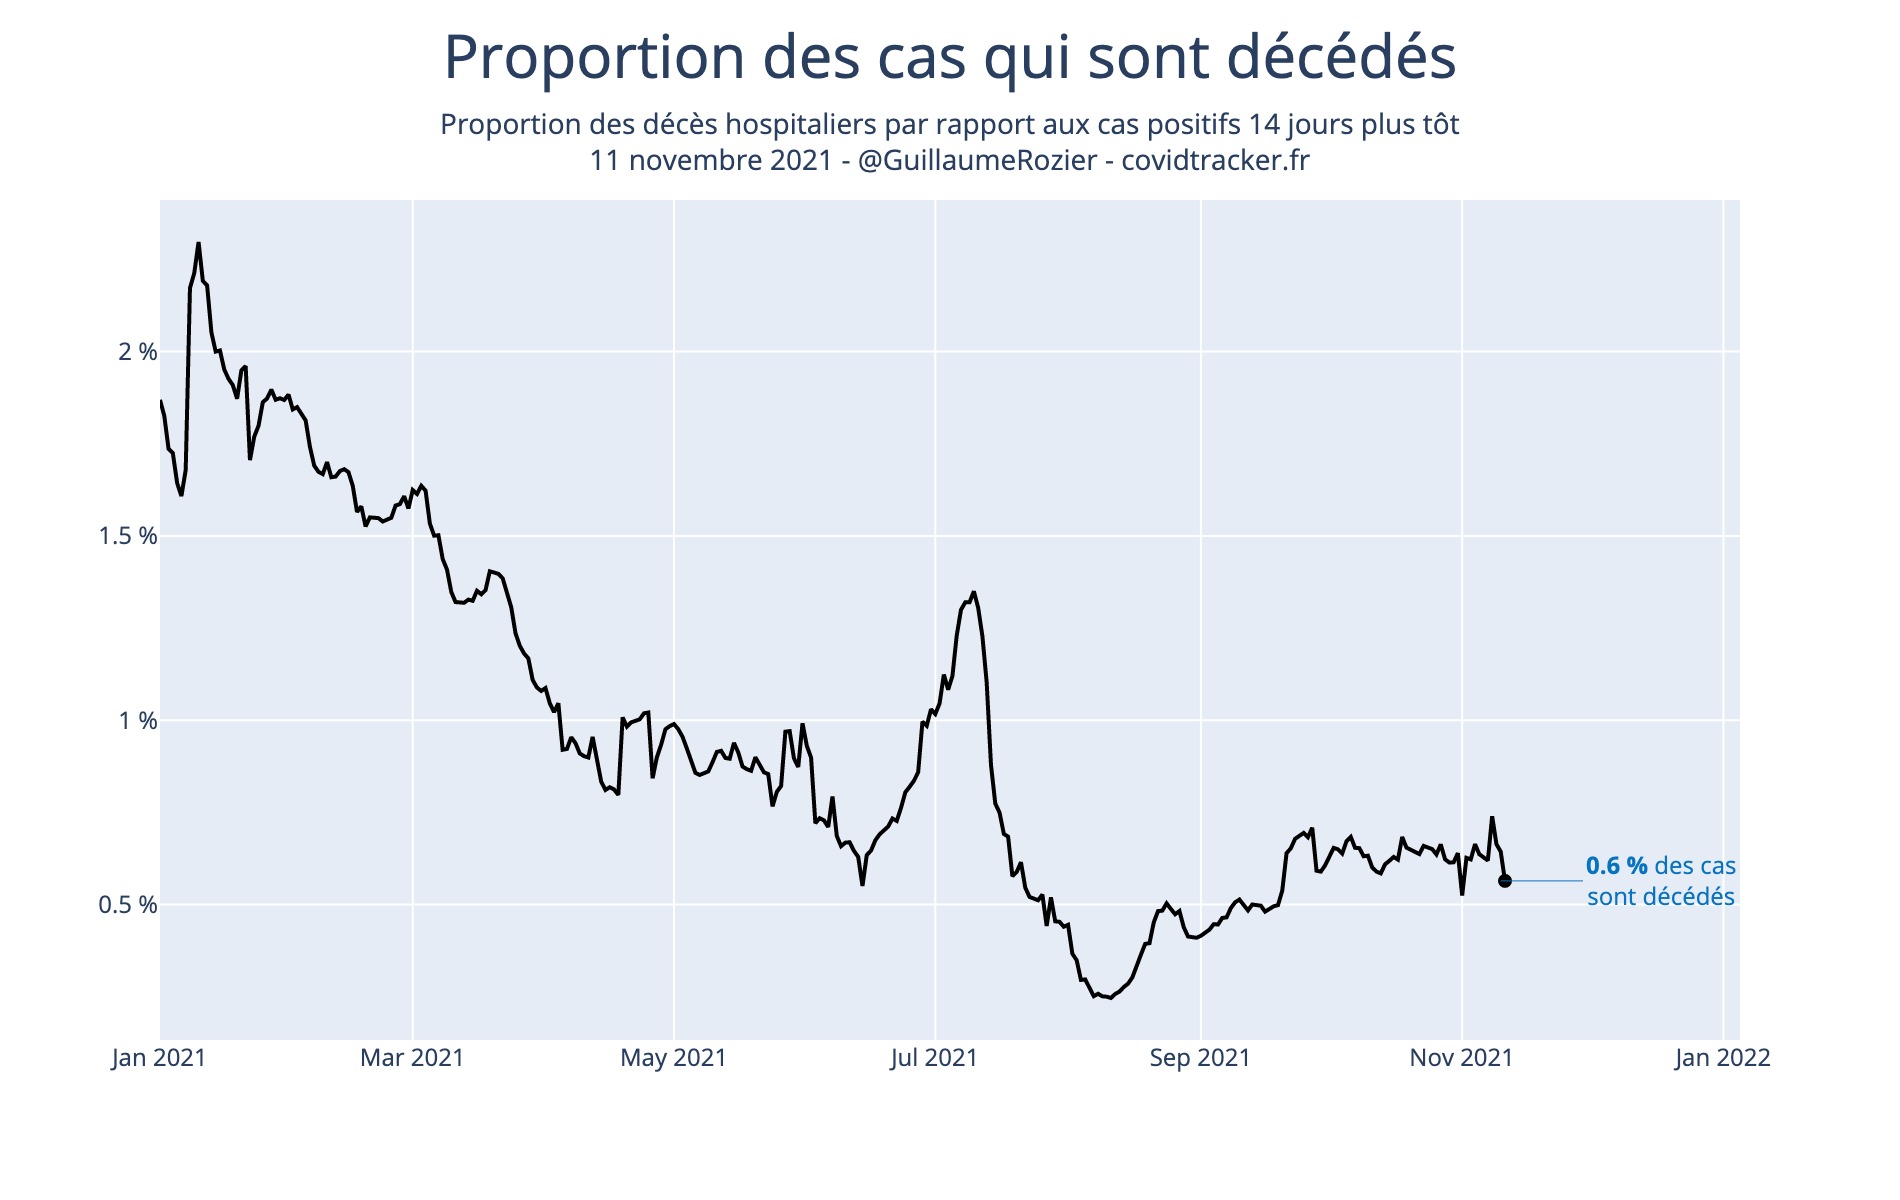 Proportion des cas qui sont décédés
Proportion des décès hospitaliers par rapport aux cas positifs 14 jours plus tôt
11 novembre 2021 - @GuillaumeRozier - covidtracker.fr
2 %
1.5 %
1 %
0.5 %
0.6 % des cas
sont décédés
Jan 2021
Mar 2021
May 2021
Jul 2021
Sep 2021
Nov 2021
Jan 2022